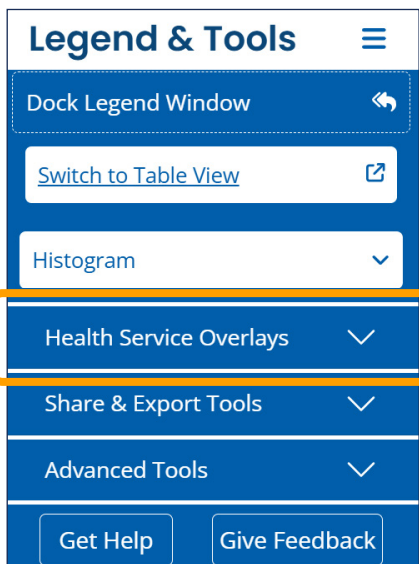 Legend & Tools
Dock Legend Window
Switch to Table View
Histogram
Health Service Overlays
Share & Export Tools
Advanced Tools
Get Help Give Feedback